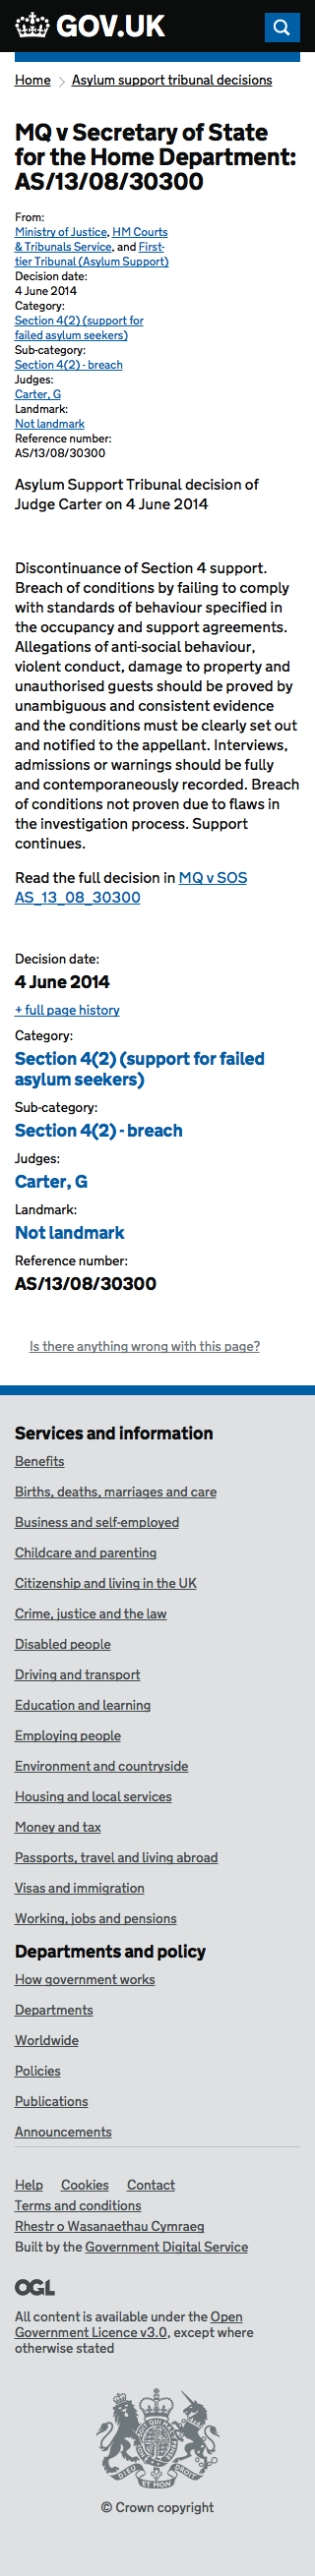 GOV.UK
Home
Asylum support tribunal decisions
MQ v Secretary of State
for the Home Department:
AS/13/08/30300
From:
Ministry of Justice, HM Courts
& Tribunals Service, and First-
tier Tribunal (Asylum Support)
Decision date:
4 June 2014
Category:
Section 4(2) (support for
failed asylum seekers)
Sub-category:
Section 4(2) - breach
Judges:
Carter, G
Landmark:
Not landmark
Reference number:
AS/13/08/30300
Asylum Support Tribunal decision of
Judge Carter on 4 June 2014
Discontinuance of Section 4 support.
Breach of conditions by failing to comply
with standards of behaviour specified in
the occupancy and support agreements.
Allegations of anti-social behaviour,
violent conduct, damage to property and
unauthorised guests should be proved by
unambiguous and consistent evidence
and the conditions must be clearly set out
and notified to the appellant. Interviews,
admissions or warnings should be fully
and contemporaneously recorded. Breach
of conditions not proven due to flaws in
the investigation process. Support
continues.
Read the full decision in MQ v SOS
AS_13_08_30300
Decision date:
4 June 2014
+ full page history
Category:
Section 4(2) (support for failed
asylum seekers)
Sub-category:
Section 4(2) - breach
Judges:
Carter, G
Landmark:
Not landmark
Reference number:
AS/13/08/30300
Is there anything wrong with this page?
Services and information
Benefits
Births, deaths, marriages and care
Business and self-employed
Childcare and parenting
Citizenship and living in the UK
Crime, justice and the law
Disabled people
Driving and transport
Education and learning
Employing people
Environment and countryside
Housing and local services
Money and tax
Passports, travel and living abroad
Visas and immigration
Working, jobs and pensions
Departments and policy
How government works
Departments
Worldwide
Policies
Publications
Announcements
Help Cookies Contact
Terms and conditions
Rhestr o Wasanaethau Cymraeg
Built by the Government Digital Service
OGL
All content is available under the Open
Government Licence v3.0, except where
otherwise stated
DIEU ET MON
© Crown copyright